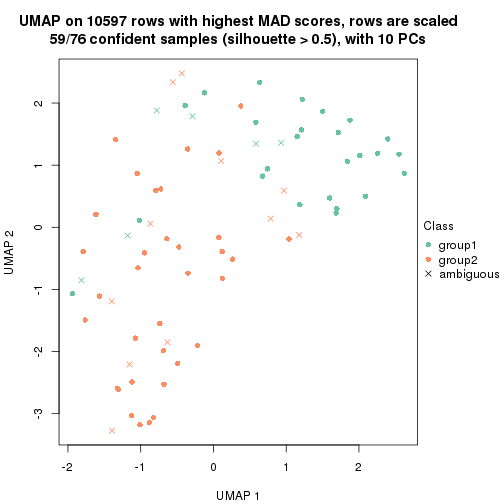 UMAP on 10597 rows with highest MAD scores, rows are scaled
59/76 confident samples (silhouette > 0.5), with 10 PCs
2
1
0
-1
-2
-3
UMAP 2
-2
-1
0
1
2
UMAP 1
Class
group1
group2
ambiguous